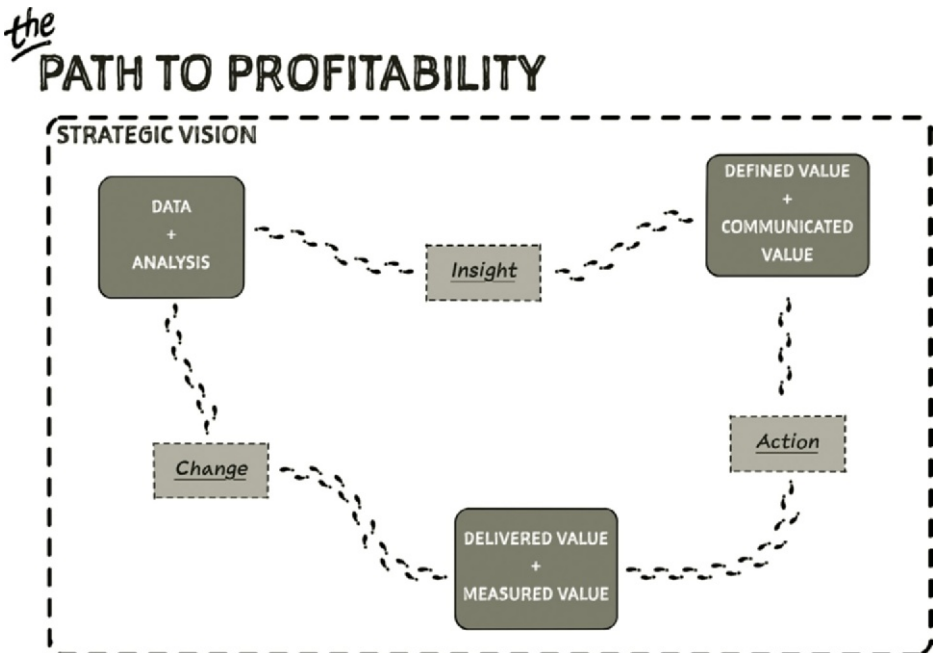 the
PATH TO PROFITABILITY
STRATEGIC VISION
DATA
+
ANALYSIS
Insight
DEFINED VALUE
+
COMMUNICATED
VALUE
Change
Action
DELIVERED VALUE
+
MEASURED VALUE